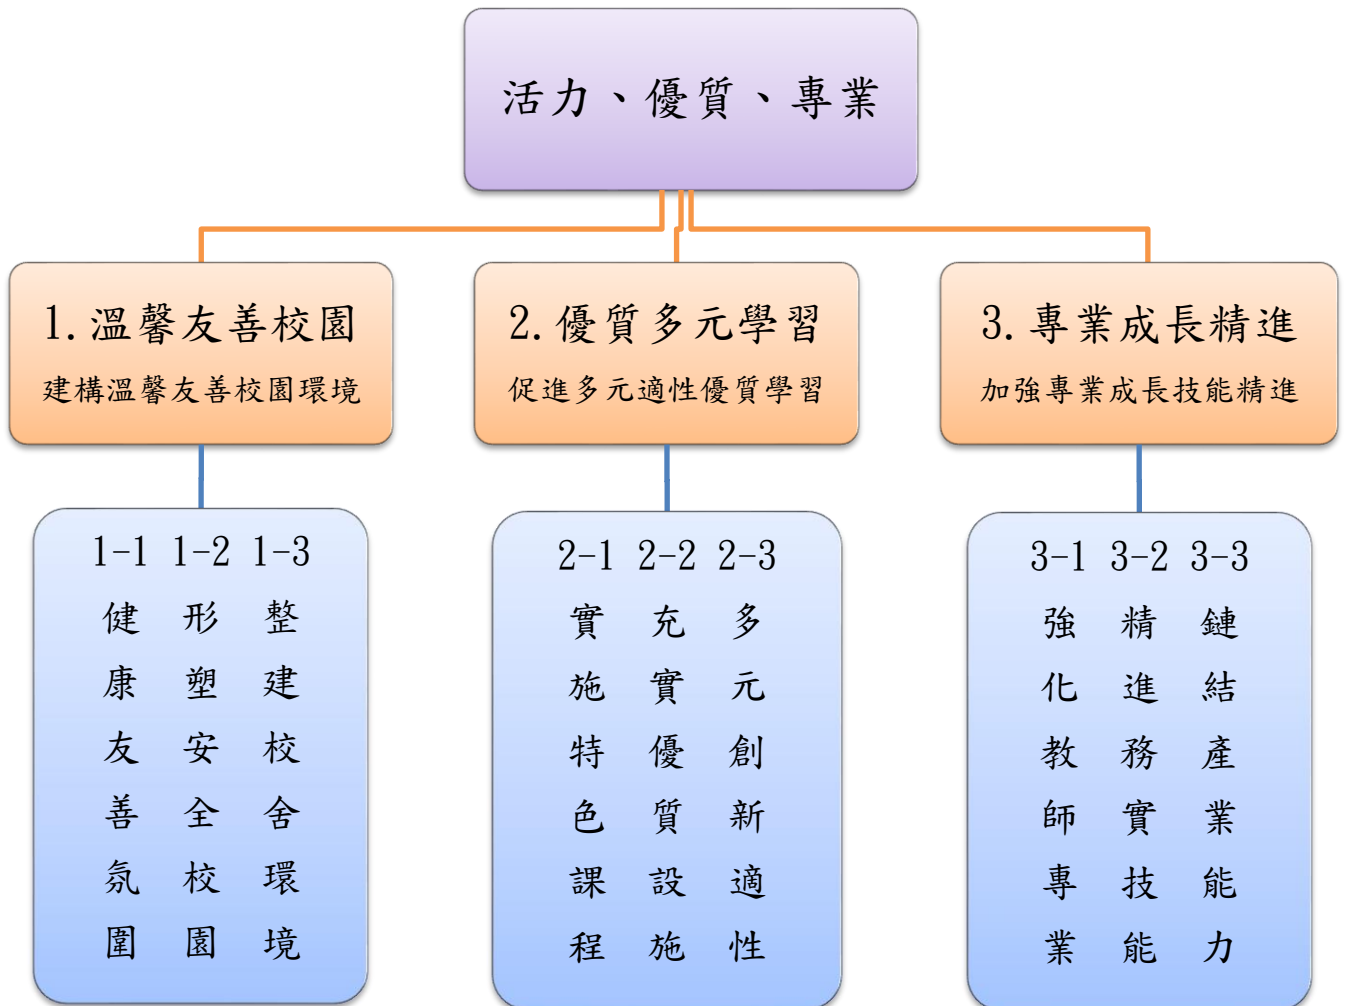 活力、優質、專業
1.溫馨友善校園
建構溫馨友善校園環境
2.優質多元學習
促進多元適性優質學習
3.專業成長精進
加強專業成長技能精進
1-1
健康友善氛圍
1-2
形塑安全校園
1-3
整建校舍環境
2-1
實施特色課程
2-2
充實優質設施
2-3
多元創新適性
3-1
強化教師專業
3-2
精進務實技能
3-3
鏈結產業能力